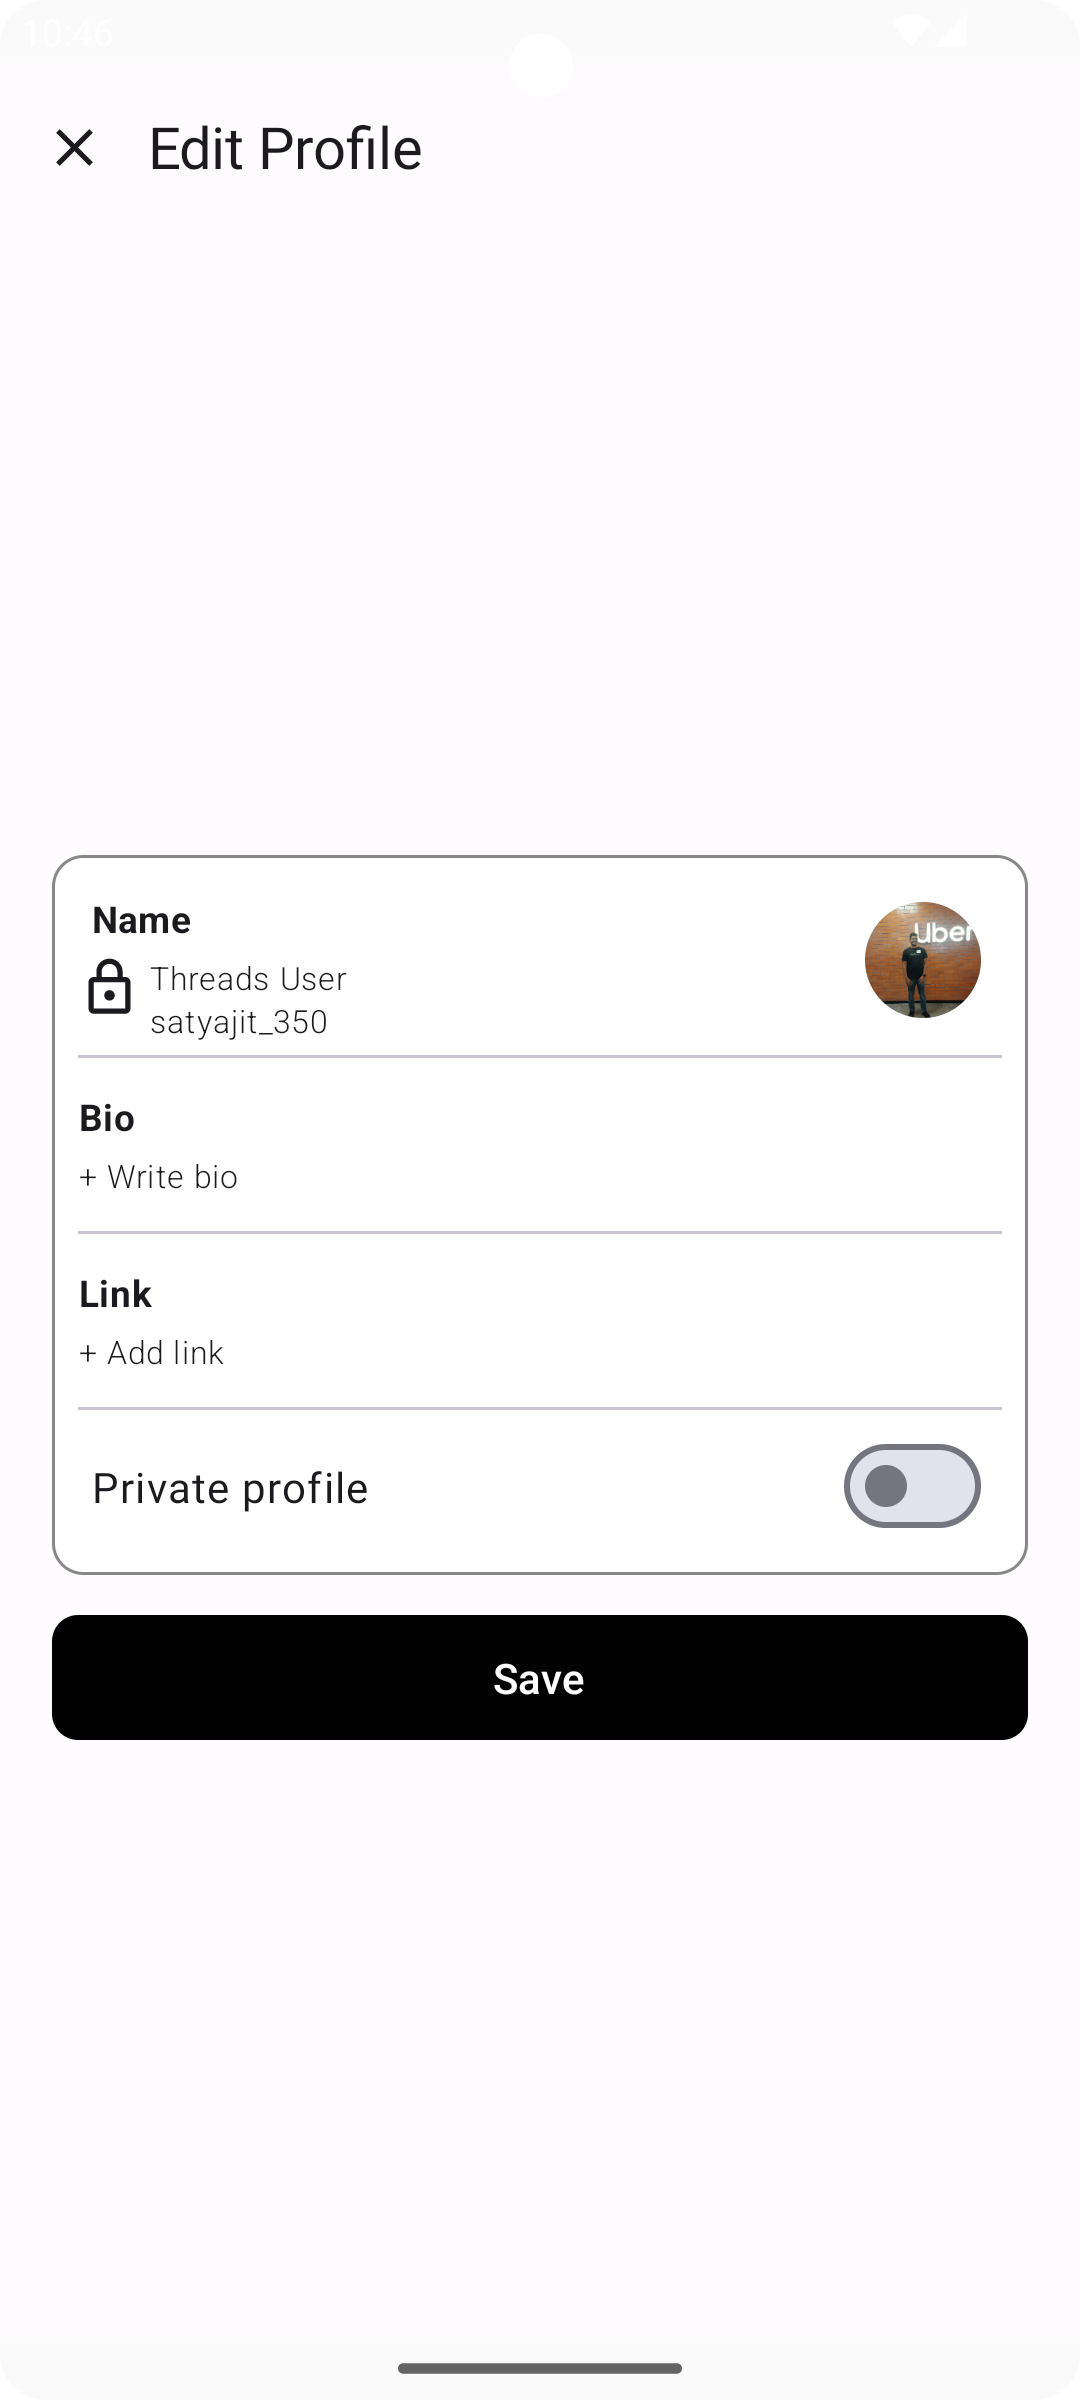 10:46
Edit Profile
Name
Uber
Threads User
satyajit_350
Bio
+ Write bio
Link
+ Add link
Private profile
Save